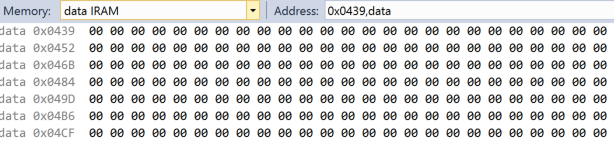 Memory: data IRAM Address: 0x0439,data
data 0x0439 00 00 00 00 00 00 00 00 00 00 00 00 00 00 00 00 00 00 00 00 00 00 00 00 00
data 0x0452 00 00 00 00 00 00 00 00 00 00 00 00 00 00 00 00 00 00 00 00 00 00 00 00 00
data 0x046B 00 00 00 00 00 00 00 00 00 00 00 00 00 00 00 00 00 00 00 00 00 00 00 00 00
data 0x0484 00 00 00 00 00 00 00 00 00 00 00 00 00 00 00 00 00 00 00 00 00 00 00 00 00
data 0x049D 00 00 00 00 00 00 00 00 00 00 00 00 00 00 00 00 00 00 00 00 00 00 00 00 00
data 0x04B6 00 00 00 00 00 00 00 00 00 00 00 00 00 00 00 00 00 00 00 00 00 00 00 00 00
data 0x04CF 00 00 00 00 00 00 00 00 00 00 00 00 00 00 00 00 00 00 00 00 00 00 00 00 00